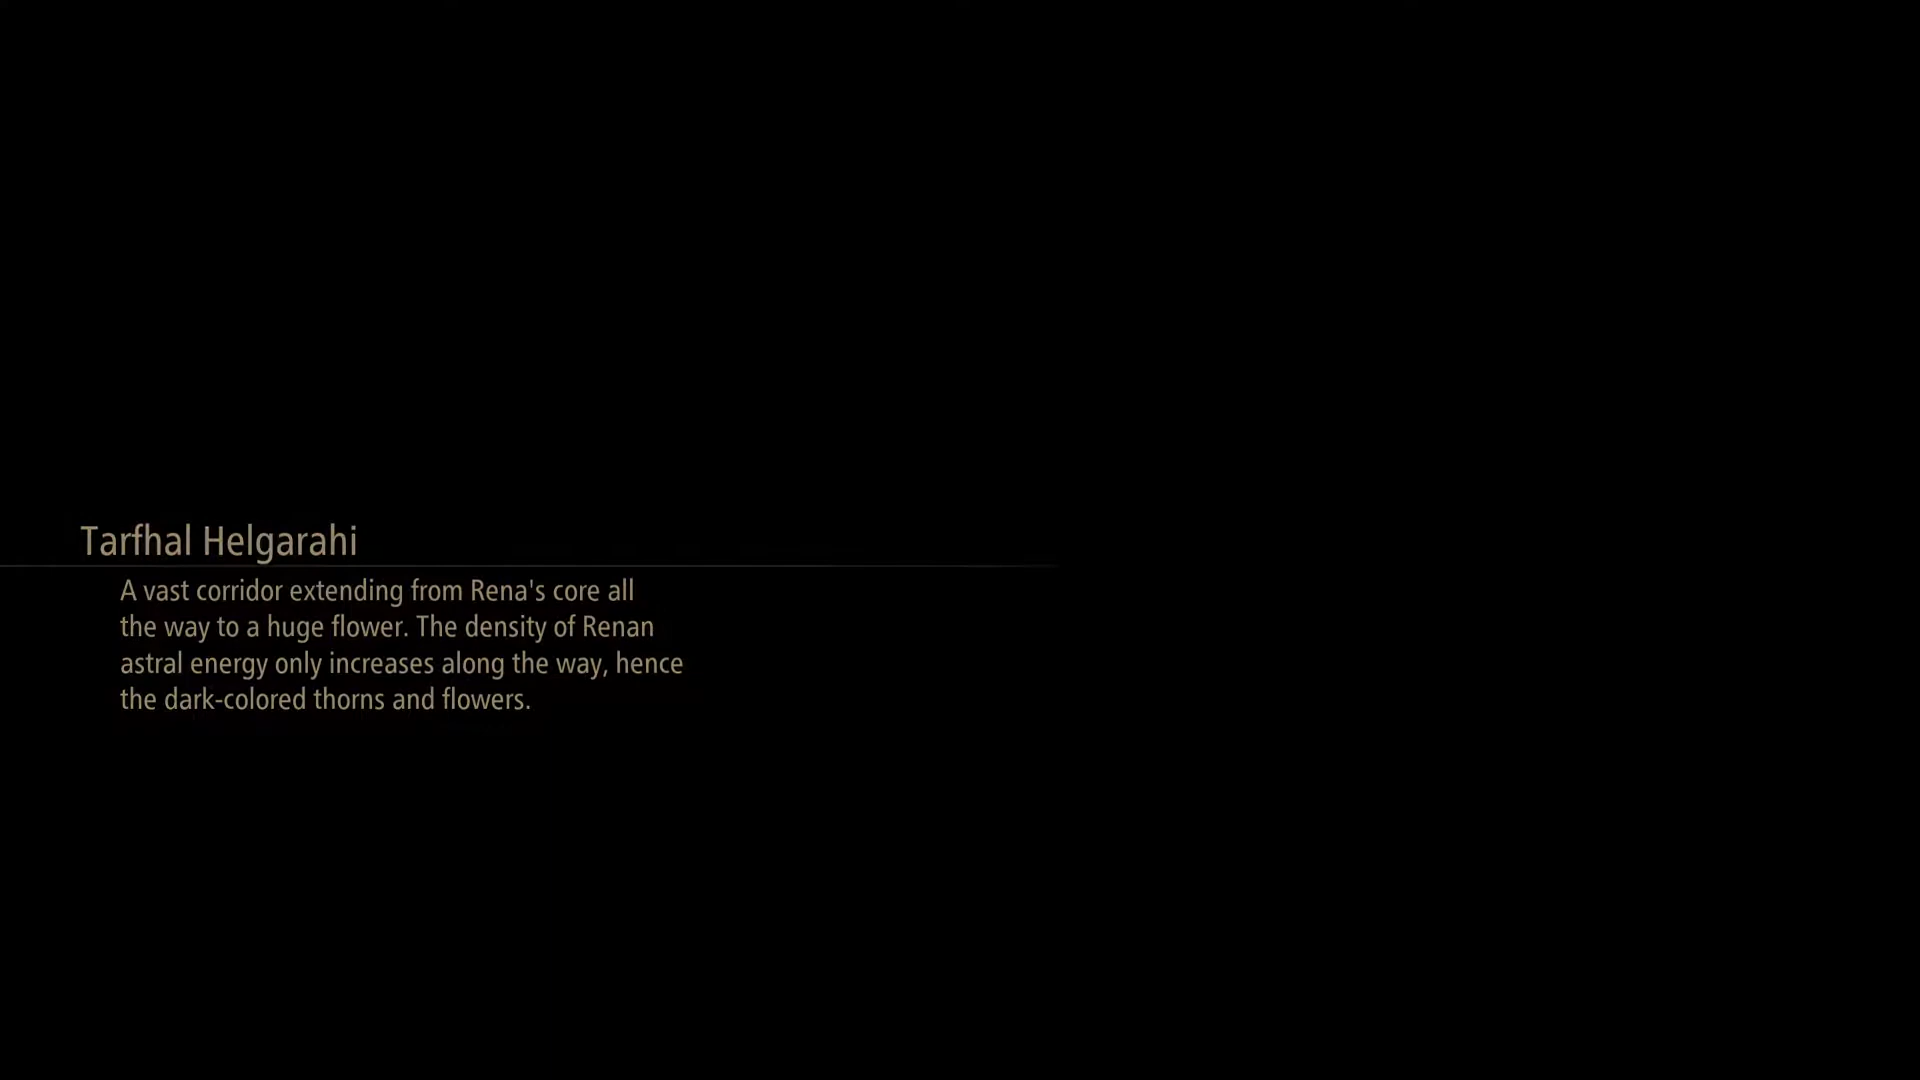 Tarfhal Helgarahi
A vast corridor extending from Rena's core all
the way to a huge flower. The density of Renan
astral energy only increases along the way, hence
the dark-colored thorns and flowers.